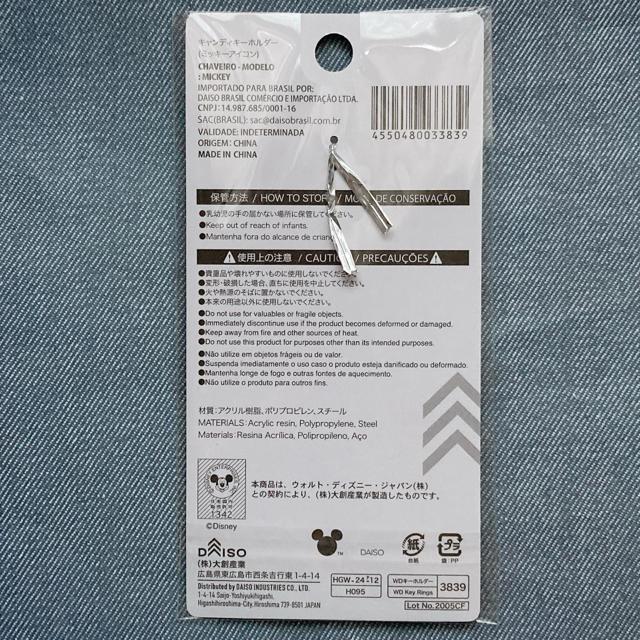 キャンディキーホルダー
(ミッキーアイコン)
CHAVEIRO - MODELO
: MICKEY
IMPORTADO PARA BRASIL POR:
DAISO BRASIL COMÉRCIO E IMPORTAÇÃO LTDA.
CNPJ: 14.987.685/0001-16
SAC(BRASIL): sac@daisobrasil.com.br
VALIDADE: INDETERMINADA
ORIGEM: CHINA
MADE IN CHINA
4550480033839
保管方法 / HOW TO STORE / DE CONSERVAÇÃO
●乳幼児の手の届かない場所に保管してください。
●Keep out of reach of infants.
●Mantenha fora do alcance de
使用上の注意 / CAUTION / PRECAUÇÕES
●貴重品や壊れやすいものに使用しないでください。
●変形・破損した場合、直ちに使用を中止してください。
●火や熱源のそばに置かないでください。
●本来の用途以外に使用しないでください。
●Do not use for valuables or fragile objects.
●Immediately discontinue use if the product becomes deformed or damaged.
●Keep away from fire and other sources of heat.
●Do not use this product for purposes other than its intended purpose.
●Não utilize em objetos frágeis ou de valor.
●Suspenda imediatamente o uso caso o produto esteja danificado ou deformado.
●Mantenha longe de fogo e outras fontes de aquecimento.
●Não utilize o produto para outros fins.
材質:アクリル樹脂、ポリプロピレン、スチール
MATERIALS: Acrylic resin, Polypropylene, Steel
Materiais: Resina Acrílica, Polipropileno, Aço
1342
©Disney
本商品は、ウォルト・ディズニー・ジャパン(株)
との契約により、(株)大創産業が製造したものです。
DAISO
(株)大創産業
広島県東広島市西条吉行東1-4-14
Distributed by DAISO INDUSTRIES CO., LTD.
1-4-14 Saijo-Yoshiyukihigashi,
Higashihiroshima-City, Hiroshima 739-8501 JAPAN
TM
DAISO
紙
台紙
プラ
袋:PP
HGW-24 12
H095
WDキーホルダー
WD Key Rings
3839
Lot No.2005CF